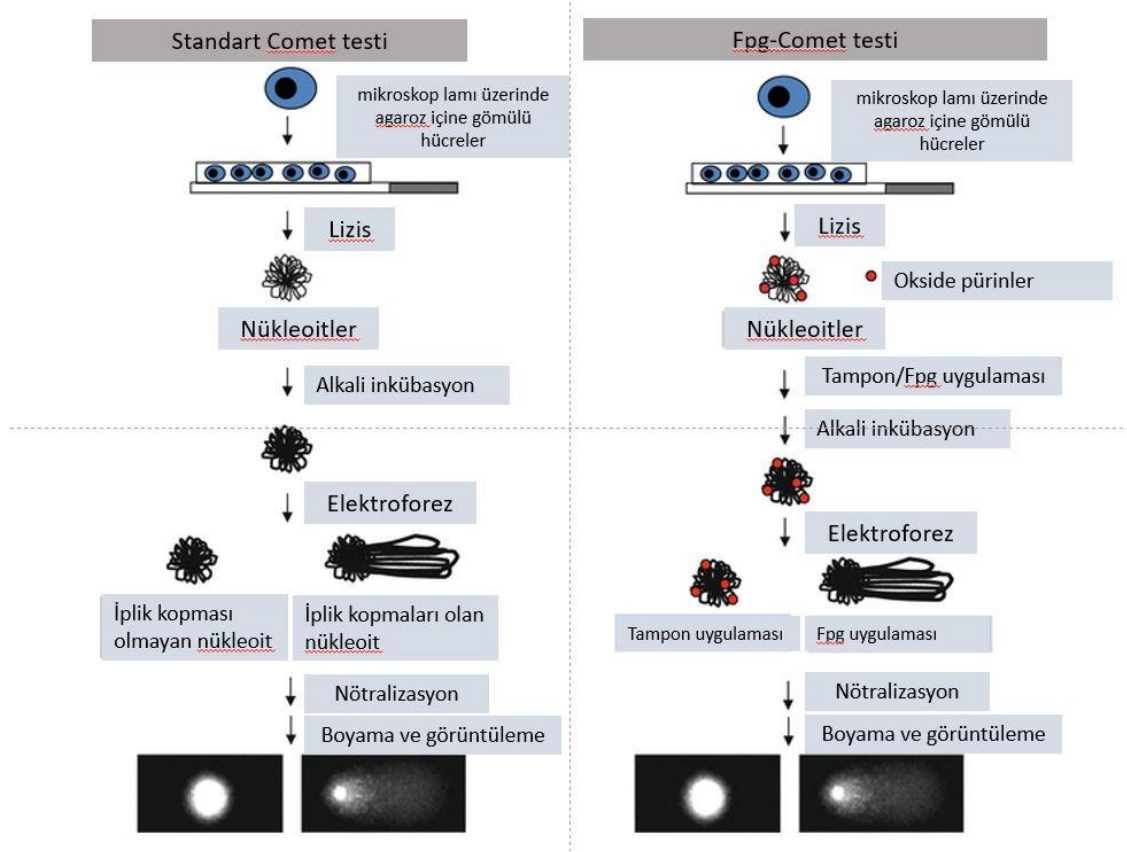 Standart Comet testi
mikroskop lamı üzerinde
agaroz içine gömülü
hücreler
Lizis
Nükleoitler
Alkali inkübasyon
Elektroforez
İplik kopması
olmayan nükleoit
İplik kopmaları olan
nükleoit
Nötralizasyon
Boyama ve görüntüleme
Fpg-Comet testi
mikroskop lamı üzerinde
agaroz içine gömülü
hücreler
Lizis
Okside pürinler
Nükleoitler
Tampon/Fpg uygulaması
Alkali inkübasyon
Elektroforez
Tampon uygulaması
Fpg uygulaması
Nötralizasyon
Boyama ve görüntüleme